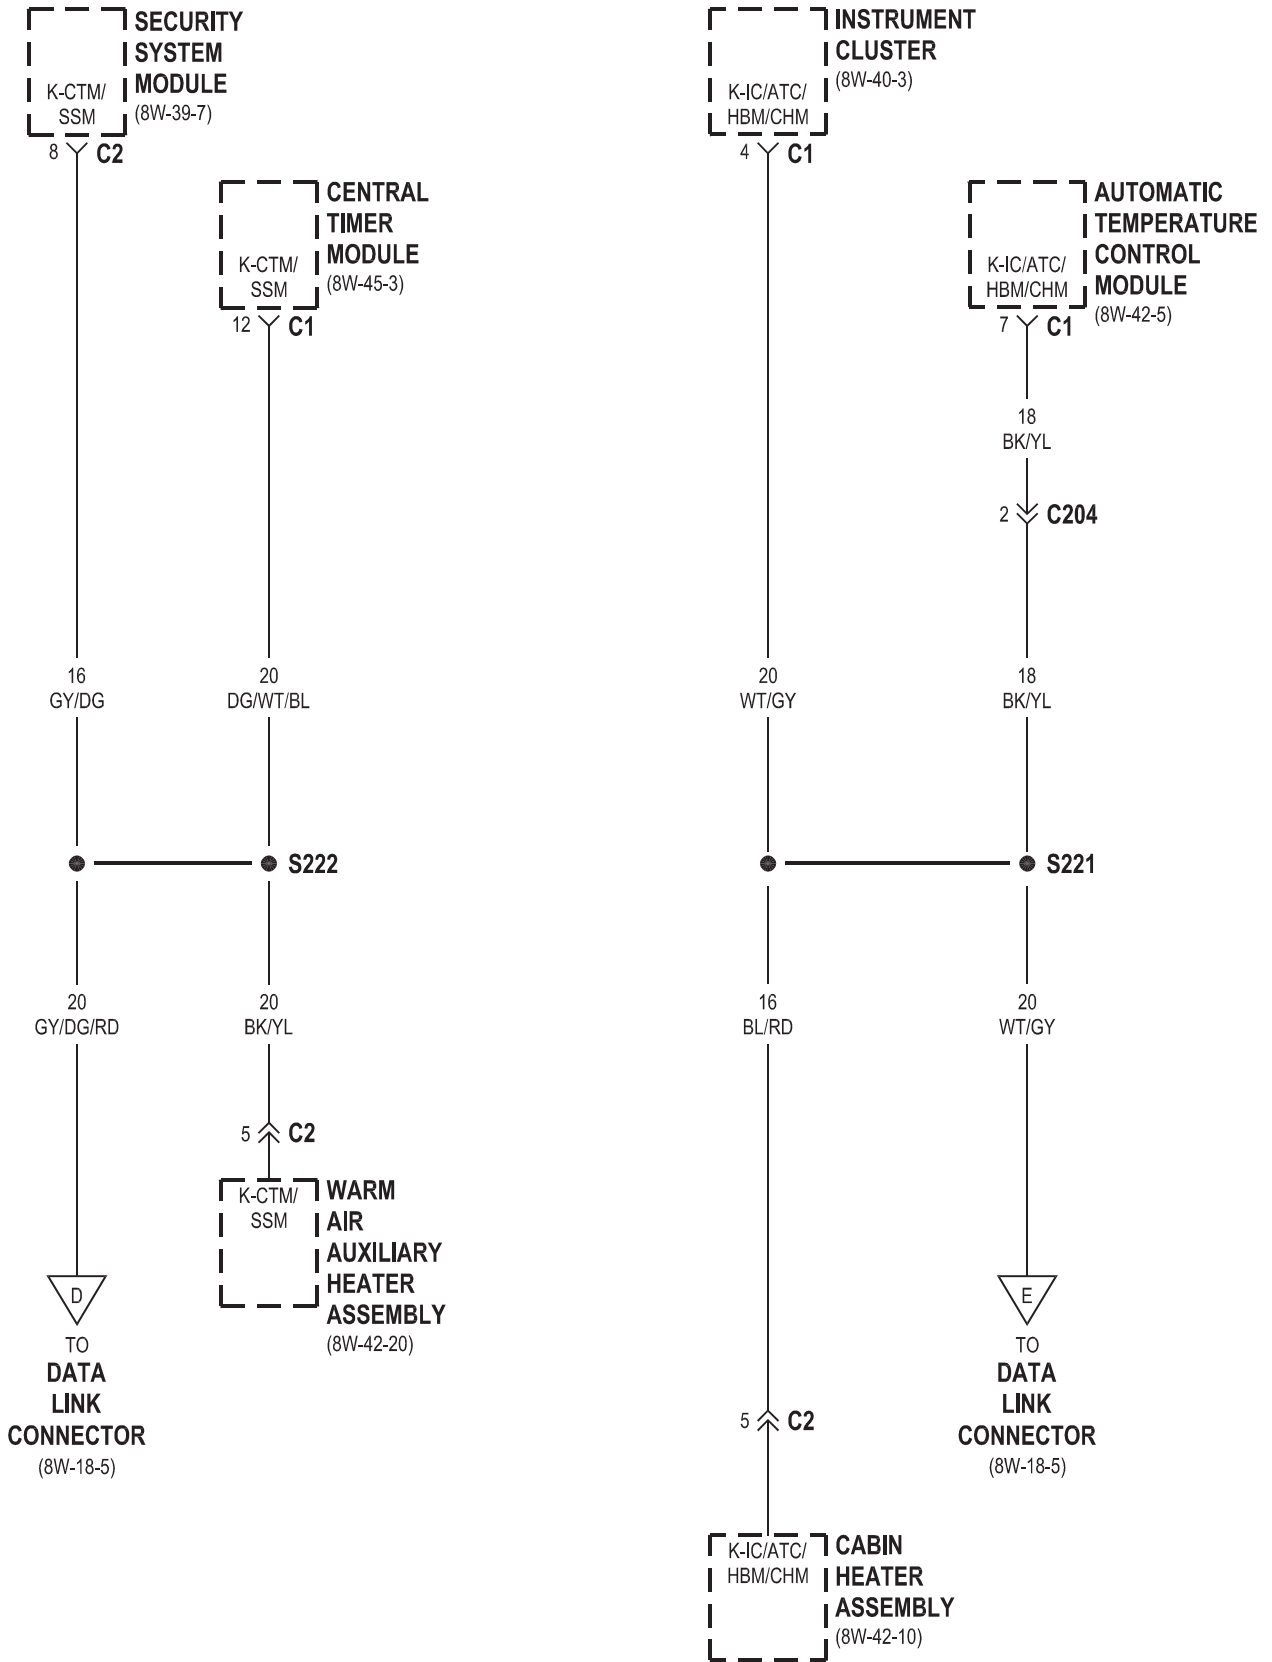 SECURITY
SYSTEM
MODULE
(8W-39-7)
K-CTM/
SSM
8
C2
CENTRAL
TIMER
MODULE
(8W-45-3)
K-CTM/
SSM
12
C1
16
GY/DG
20
DG/WT/BL
S222
20
GY/DG/RD
20
BK/YL
5
C2
K-CTM/
SSM
WARM
AIR
AUXILIARY
HEATER
ASSEMBLY
(8W-42-20)
D
TO
DATA
LINK
CONNECTOR
(8W-18-5)
INSTRUMENT
CLUSTER
(8W-40-3)
K-IC/ATC/
HBM/CHM
4
C1
AUTOMATIC
TEMPERATURE
CONTROL
MODULE
(8W-42-5)
K-IC/ATC/
HBM/CHM
7
C1
18
BK/YL
2
C204
20
WT/GY
18
BK/YL
S221
16
BL/RD
20
WT/GY
E
TO
DATA
LINK
CONNECTOR
(8W-18-5)
5
C2
K-IC/ATC/
HBM/CHM
CABIN
HEATER
ASSEMBLY
(8W-42-10)